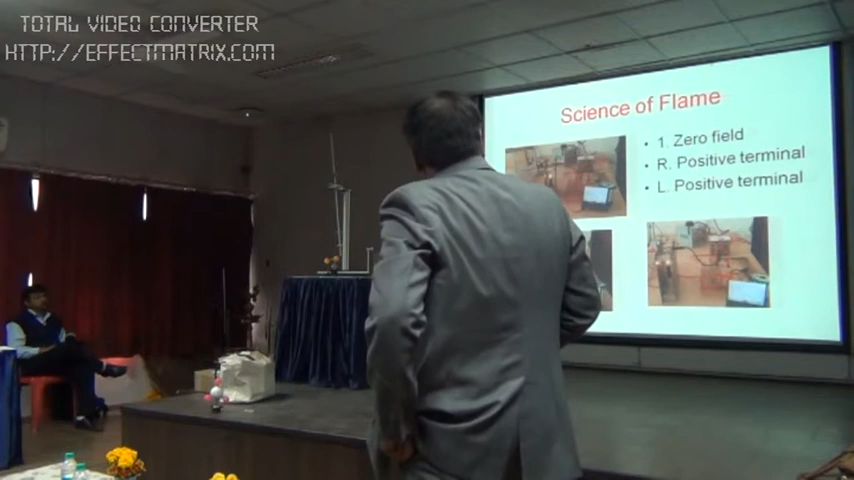 TOTAL VIDEO CONVERTER
HTTP://EFFECTMATRIX.COM
Science of Flame
• 1. Zero field
• R. Positive terminal
• L. Positive terminal